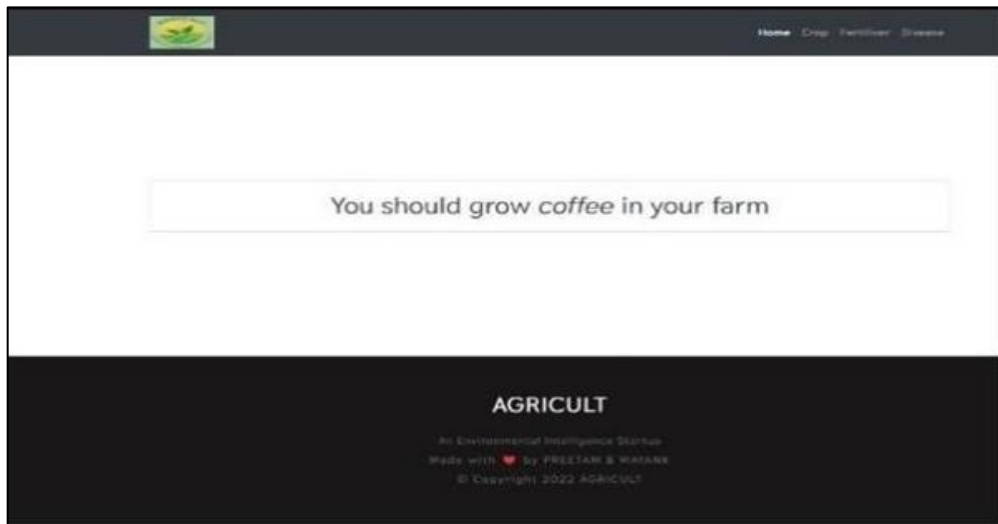 Home Crop Fertilizer Disease
You should grow coffee in your farm
AGRICULT
An Environmental Intelligence Startup
Made with ❤ by PREETAM & MAYANK
© Copyright 2022 AGRICULT